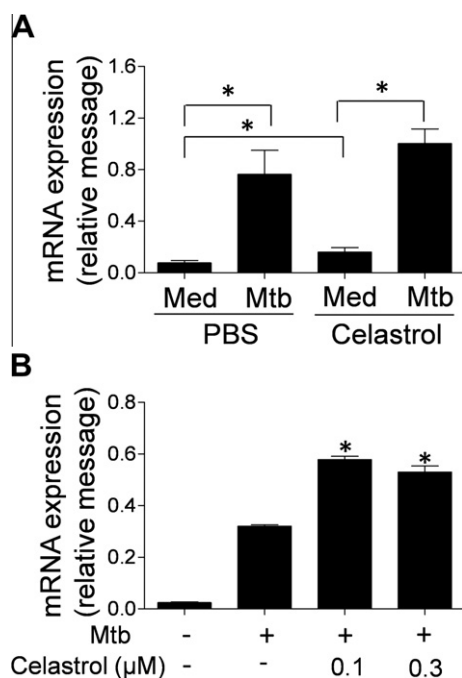 A
mRNA expression
(relative message)
1.6
1.2
0.8
0.4
0.0
*
*
*
Med Mtb Med Mtb
PBS Celastrol
B
mRNA expression
(relative message)
0.8
0.6
0.4
0.2
0.0
*
*
Mtb - + + +
Celastrol (µM) - - 0.1 0.3